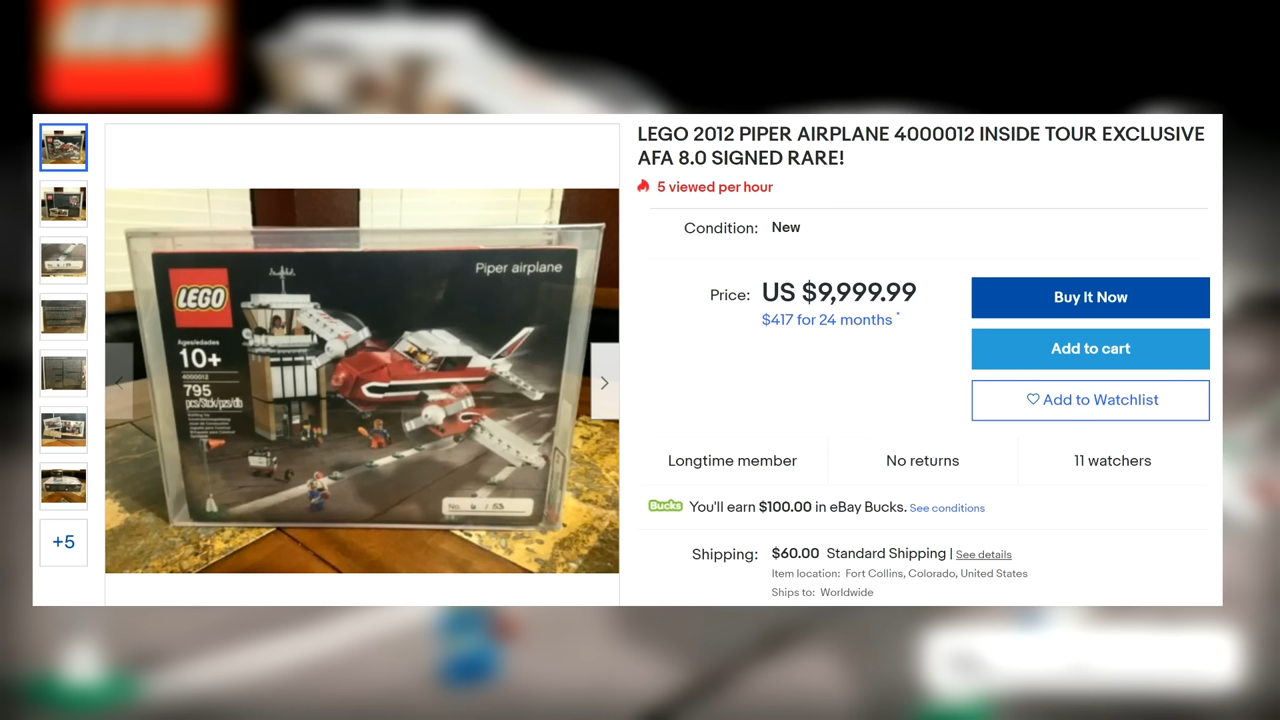 LEGO
LEGO 2012 PIPER AIRPLANE 4000012 INSIDE TOUR EXCLUSIVE
AFA 8.0 SIGNED RARE!
5 viewed per hour
Condition: New
Price: US $9,999.99
$417 for 24 months *
Buy It Now
Add to cart
Add to Watchlist
Longtime member No returns 11 watchers
Bucks You'll earn $100.00 in eBay Bucks. See conditions
Shipping: $60.00 Standard Shipping | See details
Item location: Fort Collins, Colorado, United States
Ships to: Worldwide
Piper airplane
LEGO
Ages/edades
10+
4000012
795
pcs/Stck/pzs/db
+5